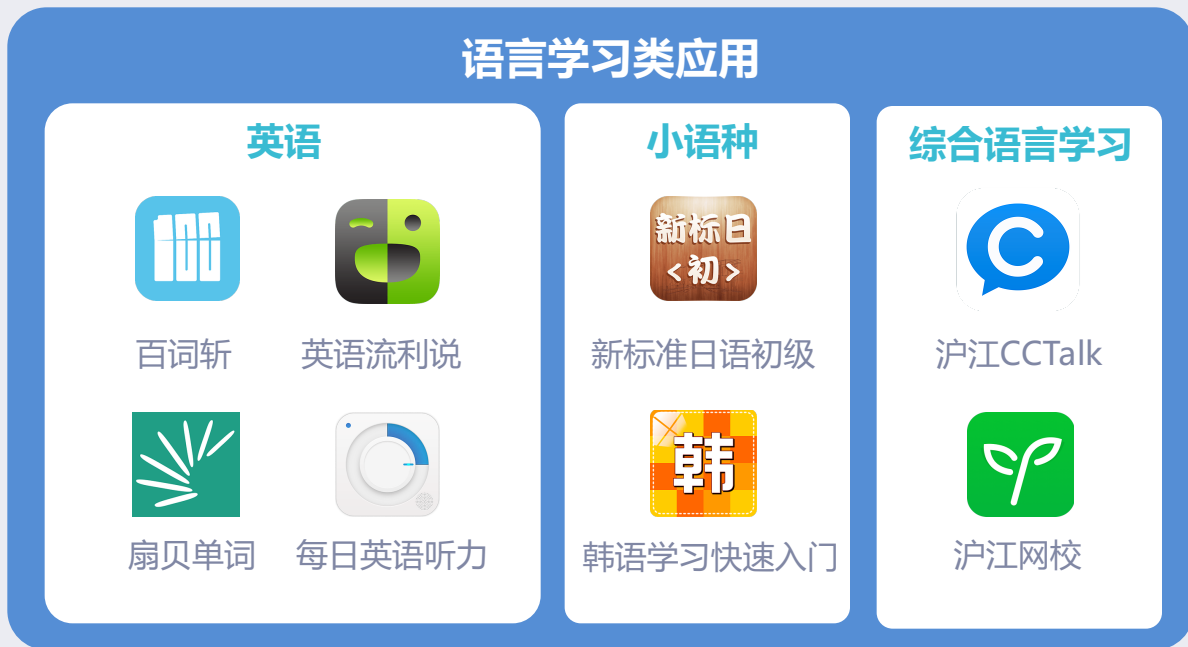 语言学习类应用
英语
百词斩
英语流利说
扇贝单词
每日英语听力
小语种
新标日
<初>
新标准日语初级
韩
韩语学习快速入门
综合语言学习
C
沪江CCTalk
沪江网校